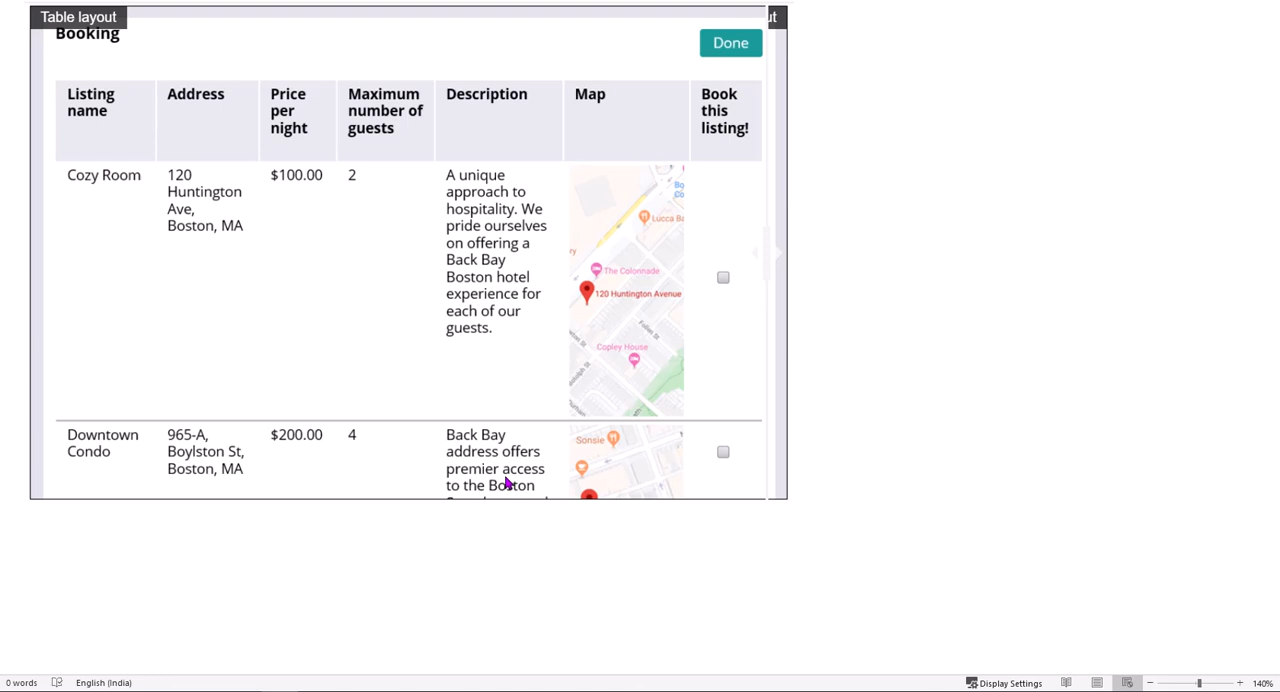 Table layout
ut
Booking
Done
Listing name
Address
Price per night
Maximum number of guests
Description
Map
Book this listing!
Cozy Room
120
Huntington
Ave,
Boston, MA
$100.00
2
A unique
approach to
hospitality. We
pride ourselves
on offering a
Back Bay
Boston hotel
experience for
each of our
guests.
Lucca Ba
The Colonnade
120 Huntington Avenue
Follen St
Copley House
Downtown
Condo
965-A,
Boylston St,
Boston, MA
$200.00
4
Back Bay
address offers
premier access
to the Boston
Sonsie
0 words
English (India)
Display Settings
140%